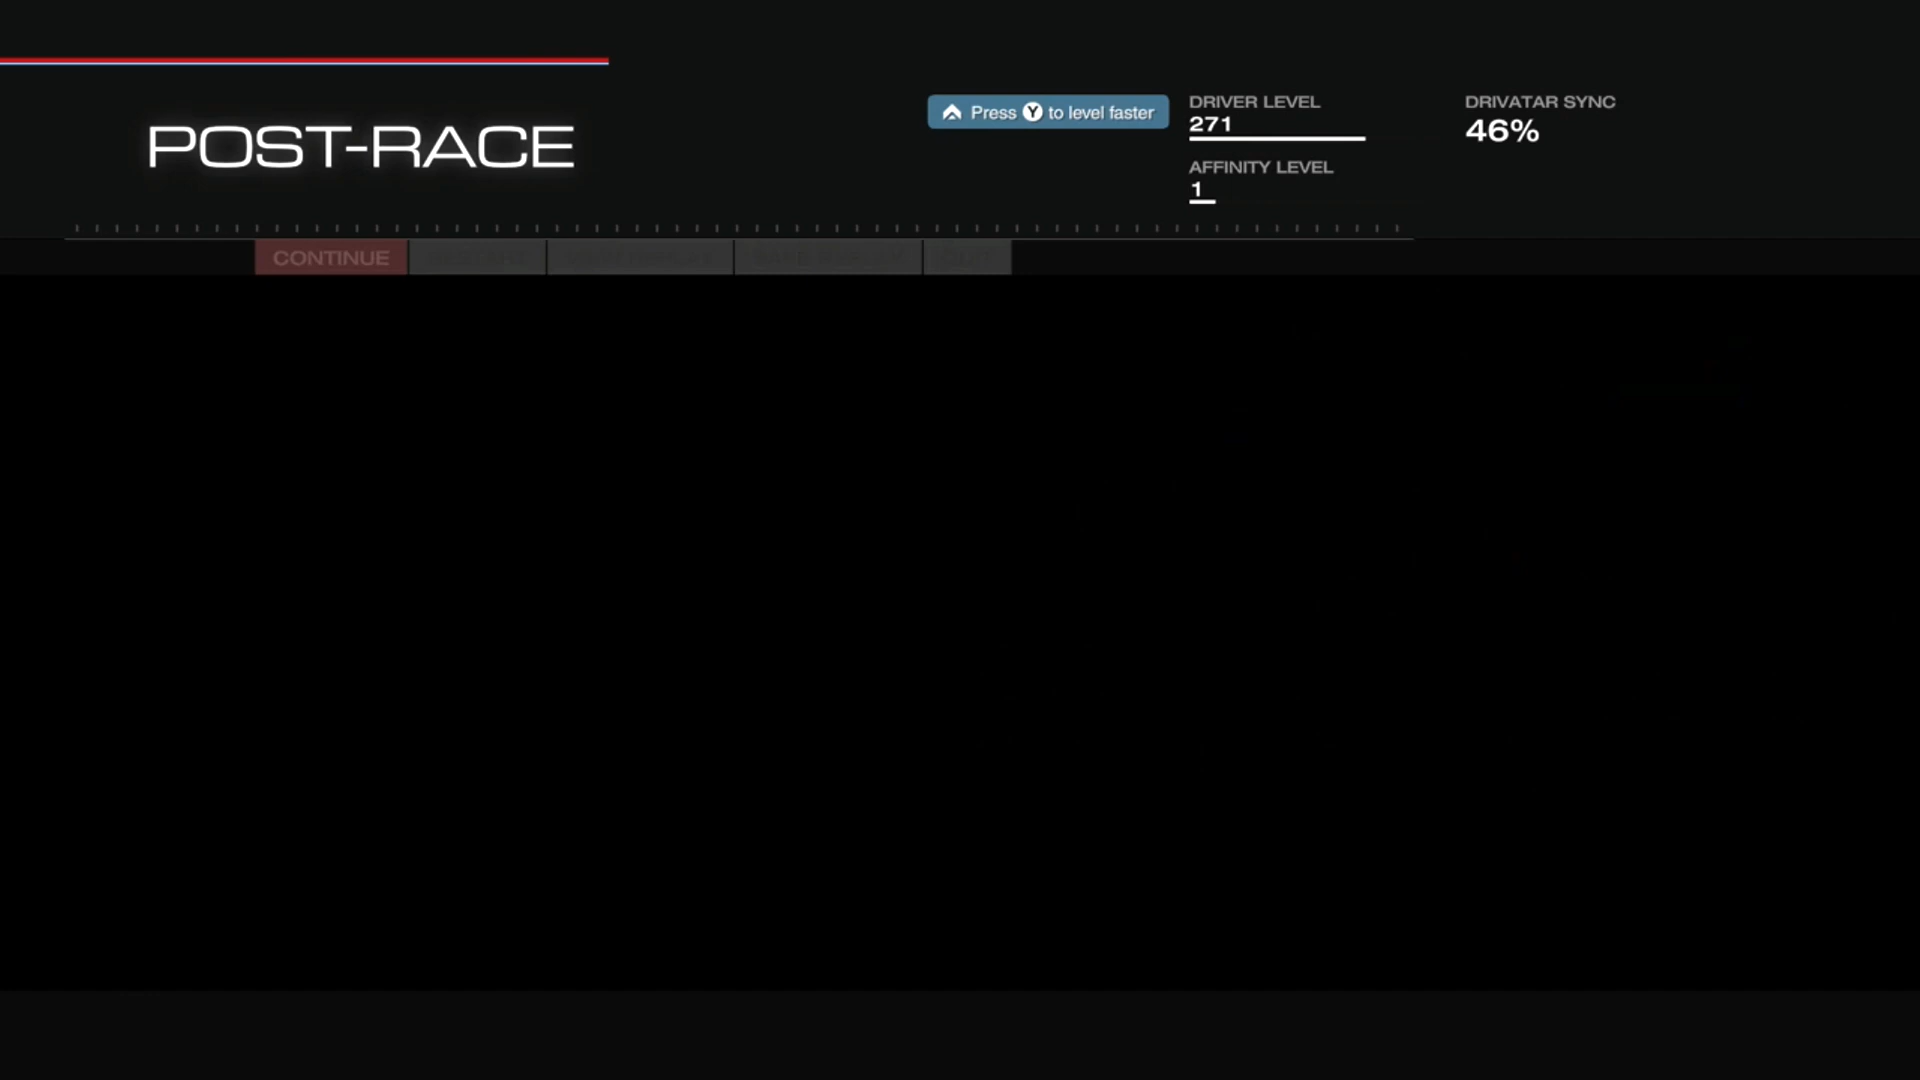 POST-RACE
Press Y to level faster
DRIVER LEVEL
271
AFFINITY LEVEL
1
DRIVATAR SYNC
46%
CONTINUE